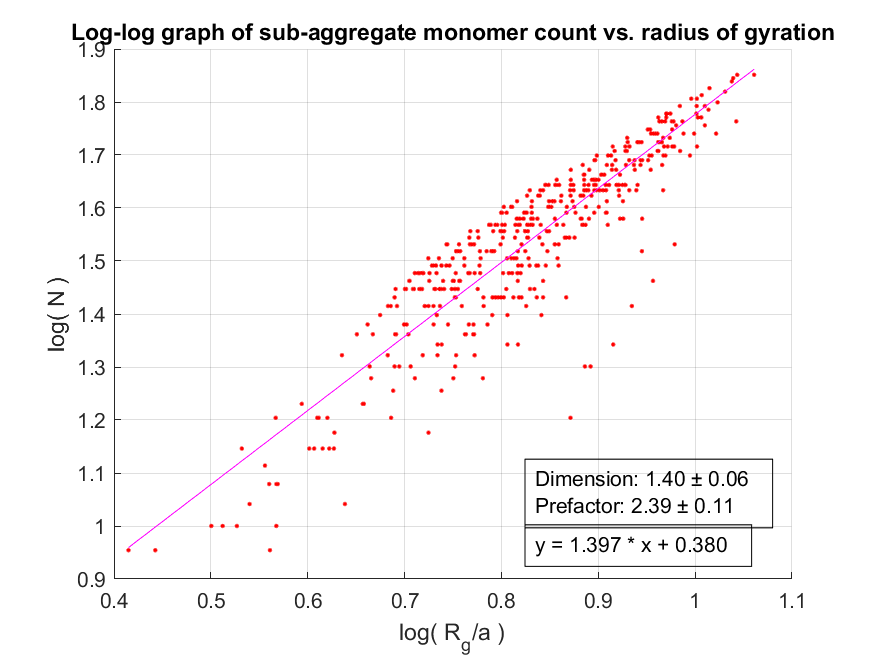 Log-log graph of sub-aggregate monomer count vs. radius of gyration
1.9
1.8
1.7
1.6
1.5
1.4
1.3
1.2
1.1
1
0.9
log( N )
Dimension: 1.40 ± 0.06
Prefactor: 2.39 ± 0.11
y = 1.397 * x + 0.380
0.4 0.5 0.6 0.7 0.8 0.9 1 1.1
log( R_g/a )